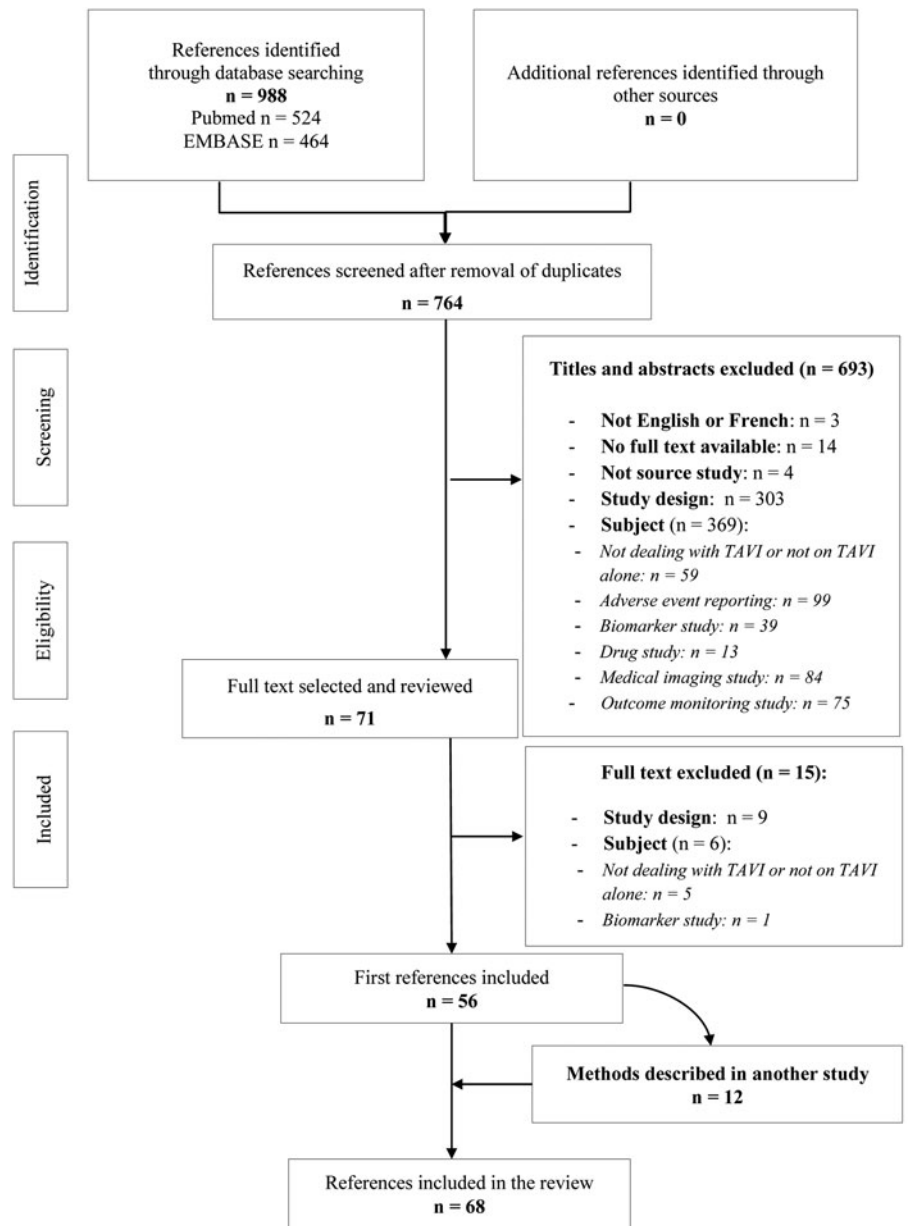 References identified
through database searching
n = 988
Pubmed n = 524
EMBASE n = 464
Additional references identified through
other sources
n = 0
Identification
References screened after removal of duplicates
n = 764
Screening
Titles and abstracts excluded (n = 693)
- Not English or French: n = 3
- No full text available: n = 14
- Not source study: n = 4
- Study design: n = 303
- Subject (n = 369):
- Not dealing with TAVI or not on TAVI
alone: n = 59
- Adverse event reporting: n = 99
- Biomarker study: n = 39
- Drug study: n = 13
- Medical imaging study: n = 84
- Outcome monitoring study: n = 75
Eligibility
Full text selected and reviewed
n = 71
Included
Full text excluded (n = 15):
- Study design: n = 9
- Subject (n = 6):
- Not dealing with TAVI or not on TAVI
alone: n = 5
- Biomarker study: n = 1
First references included
n = 56
Methods described in another study
n = 12
References included in the review
n = 68